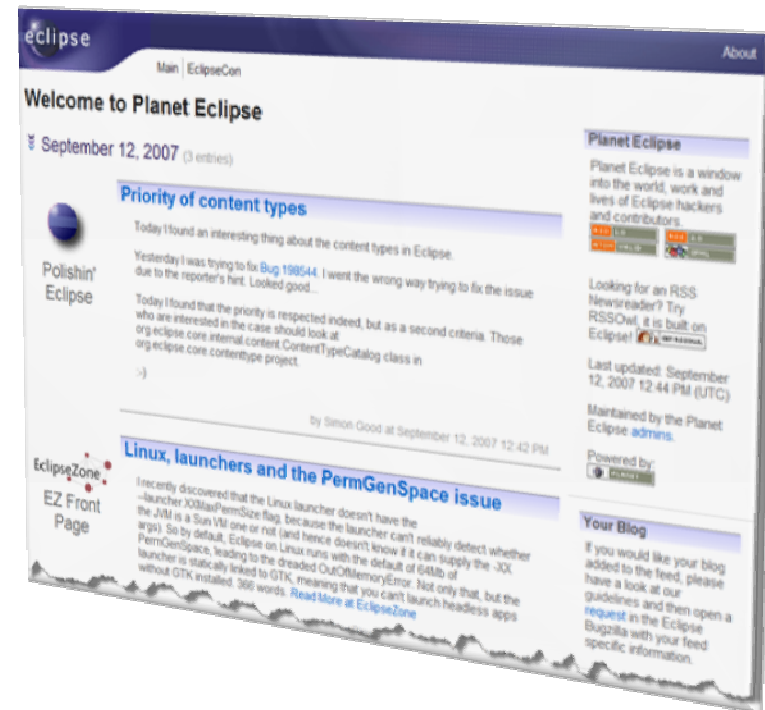 eclipse
About
Main EclipseCon
Welcome to Planet Eclipse
September 12, 2007 (3 entries)
Polishin'
Eclipse
Priority of content types
Today I found an interesting thing about the content types in Eclipse.
Yesterday I was trying to fix Bug 198544. I went the wrong way trying to fix the issue
due to the reporter's hint. Looked good...
Today I found that the priority is respected indeed, but as a second criteria. Those
who are interested in the case should look at
org.eclipse.core.internal.content.ContentTypeCatalog class in
org.eclipse.core.contenttype project.
:-)
by Simon Good at September 12, 2007 12:42 PM
EclipseZone
EZ Front
Page
Linux, launchers and the PermGenSpace issue
I recently discovered that the Linux launcher doesn't have the
--launcher.XXMaxPermSize flag, because the launcher can't reliably detect whether
the JVM is a Sun VM one or not (and hence doesn't know if it can supply the -XX
args). So by default, Eclipse on Linux runs with the default of 64Mb of
PermGenSpace, leading to the dreaded OutOfMemoryError. Not only that, but the
launcher is statically linked to GTK, meaning that you can't launch headless apps
without GTK installed. 366 words. Read More at EclipseZone
Planet Eclipse
Planet Eclipse is a window
into the world, work and
lives of Eclipse hackers
and contributors.
Looking for an RSS
Newsreader? Try
RSSOwl, it is built on
Eclipse!
Last updated: September
12, 2007 12:44 PM (UTC)
Maintained by the Planet
Eclipse admins.
Powered by:
Your Blog
If you would like your blog
added to the feed, please
have a look at our
guidelines and then open a
request in the Eclipse
Bugzilla with your feed
specific information.